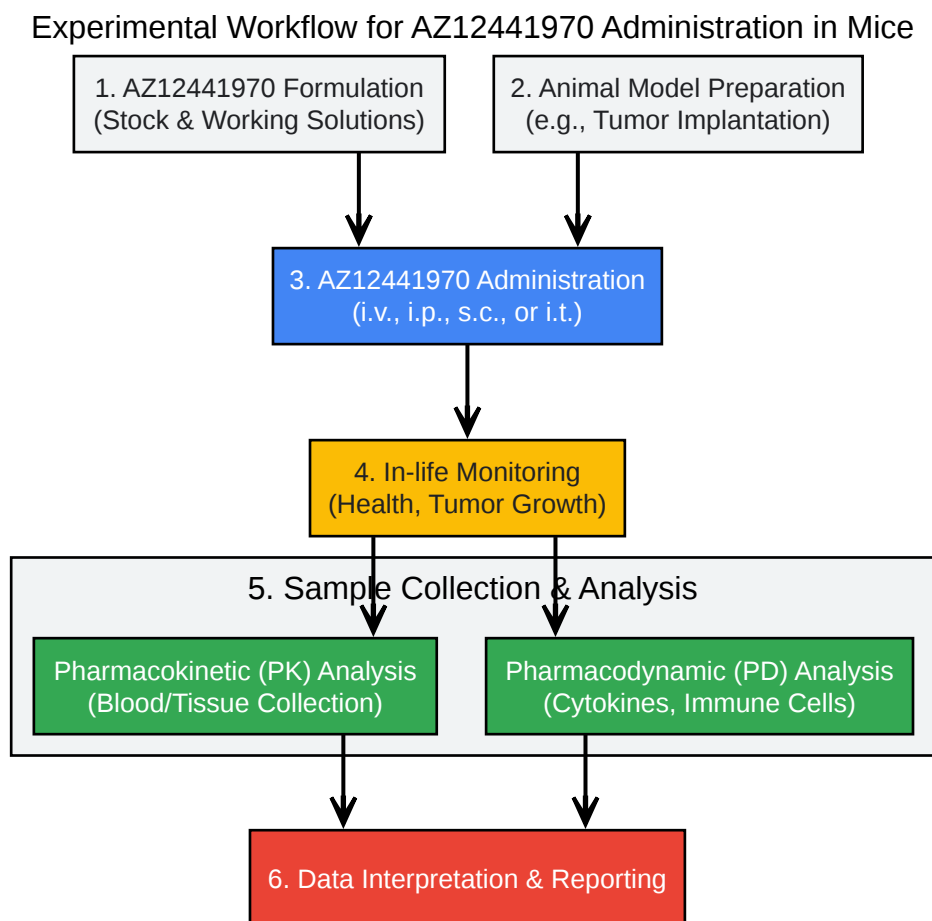 Experimental Workflow for AZ12441970 Administration in Mice
1. AZ12441970 Formulation
(Stock & Working Solutions)
2. Animal Model Preparation
(e.g., Tumor Implantation)
3. AZ12441970 Administration
(i.v., i.p., s.c., or i.t.)
4. In-life Monitoring
(Health, Tumor Growth)
5. Sample Collection & Analysis
Pharmacokinetic (PK) Analysis
(Blood/Tissue Collection)
Pharmacodynamic (PD) Analysis
(Cytokines, Immune Cells)
6. Data Interpretation & Reporting